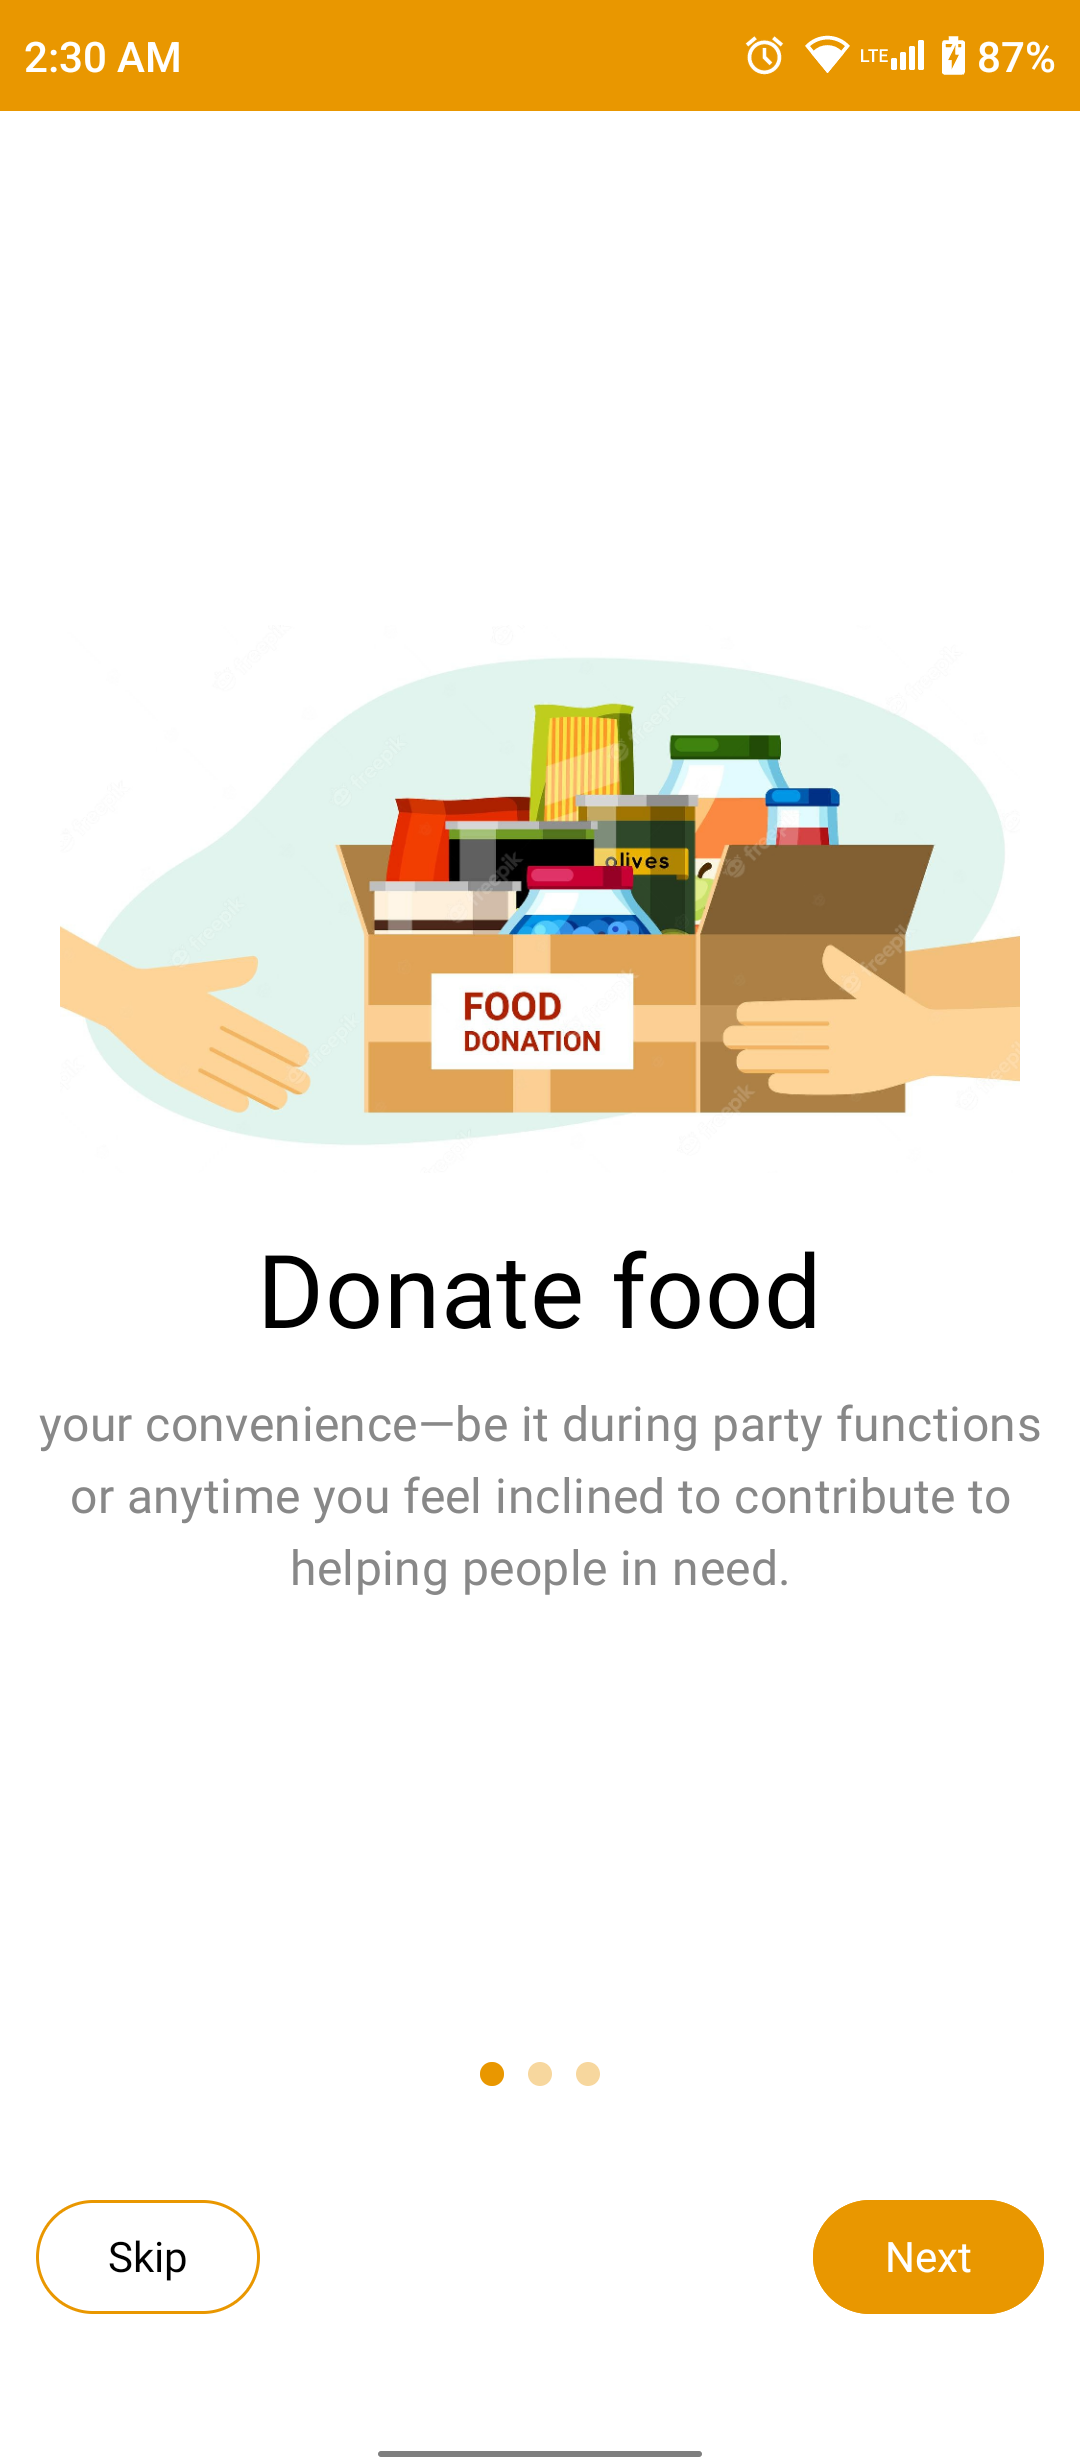 2:30 AM
LTE
87%
olives
FOOD
DONATION
Donate food
your convenience—be it during party functions
or anytime you feel inclined to contribute to
helping people in need.
Skip
Next